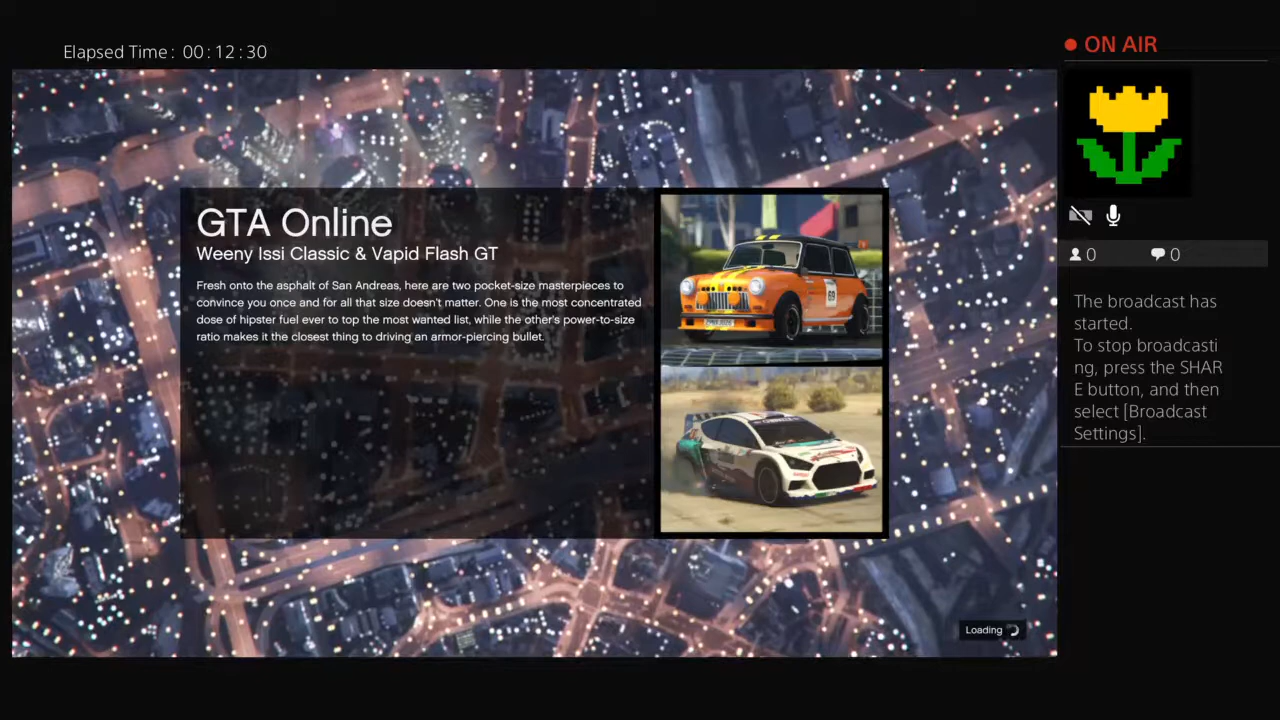 Elapsed Time: 00:12:30
ON AIR
GTA Online
Weeny Issi Classic & Vapid Flash GT
Fresh onto the asphalt of San Andreas, here are two pocket-size masterpieces to
convince you once and for all that size doesn't matter. One is the most concentrated
dose of hipster fuel ever to top the most wanted list, while the other's power-to-size
ratio makes it the closest thing to driving an armor-piercing bullet.
69
0 0
The broadcast has
started.
To stop broadcasti
ng, press the SHAR
E button, and then
select [Broadcast
Settings].
Loading